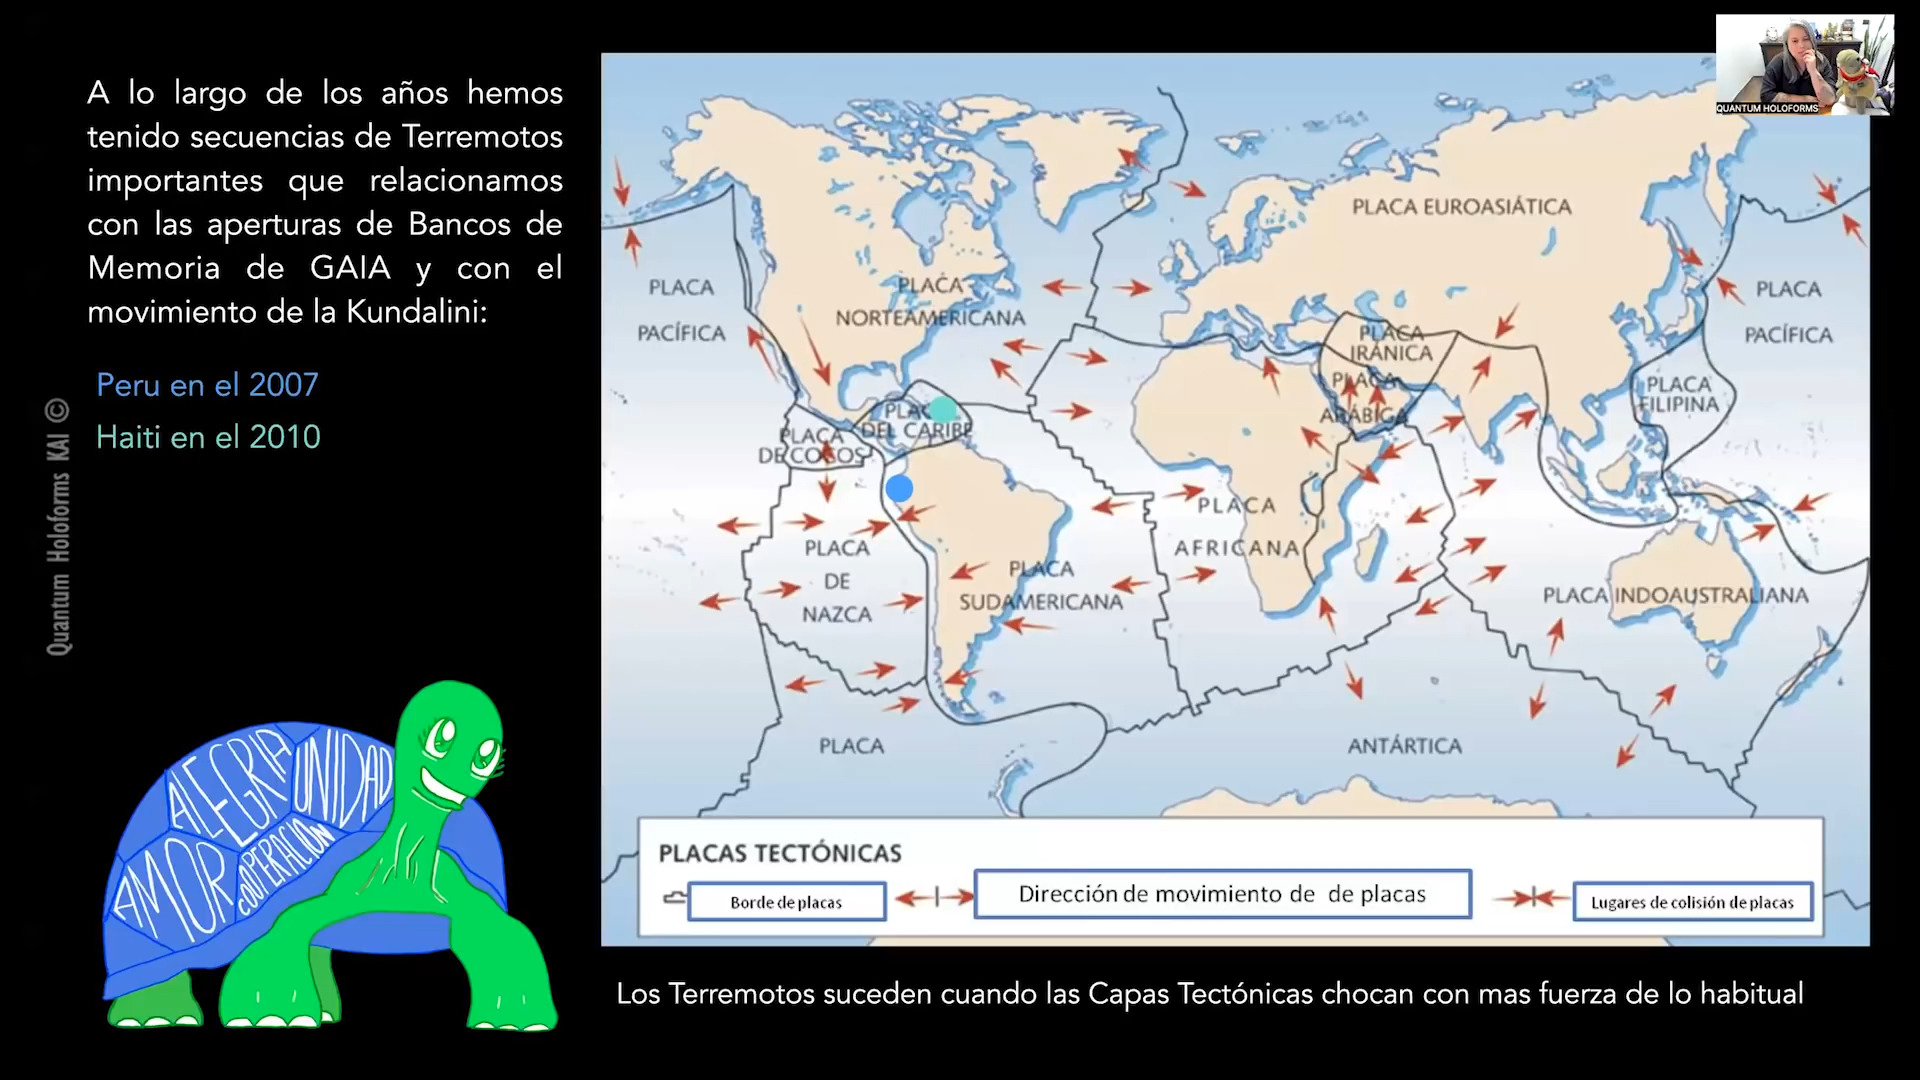 A lo largo de los años hemos
tenido secuencias de Terremotos
importantes que relacionamos
con las aperturas de Bancos de
Memoria de GAIA y con el
movimiento de la Kundalini:
Peru en el 2007
Haiti en el 2010
Quantum Holoforms KAI ©
ALEGRIA
UNIDAD
AMOR
COOPERACIÓN
QUANTUM HOLOFORMS
PLACA EUROASIÁTICA
PLACA
PACÍFICA
PLACA
NORTEAMERICANA
PLACA
IRÁNICA
PLACA
ARÁBIGA
PLACA
PACÍFICA
PLACA
FILIPINA
PLACA
DEL CARIBE
PLACA
DE COCOS
PLACA
DE
NAZCA
PLACA
SUDAMERICANA
PLACA
AFRICANA
PLACA INDOAUSTRALIANA
PLACA
ANTÁRTICA
PLACAS TECTÓNICAS
Borde de placas
Dirección de movimiento de de placas
Lugares de colisión de placas
Los Terremotos suceden cuando las Capas Tectónicas chocan con mas fuerza de lo habitual